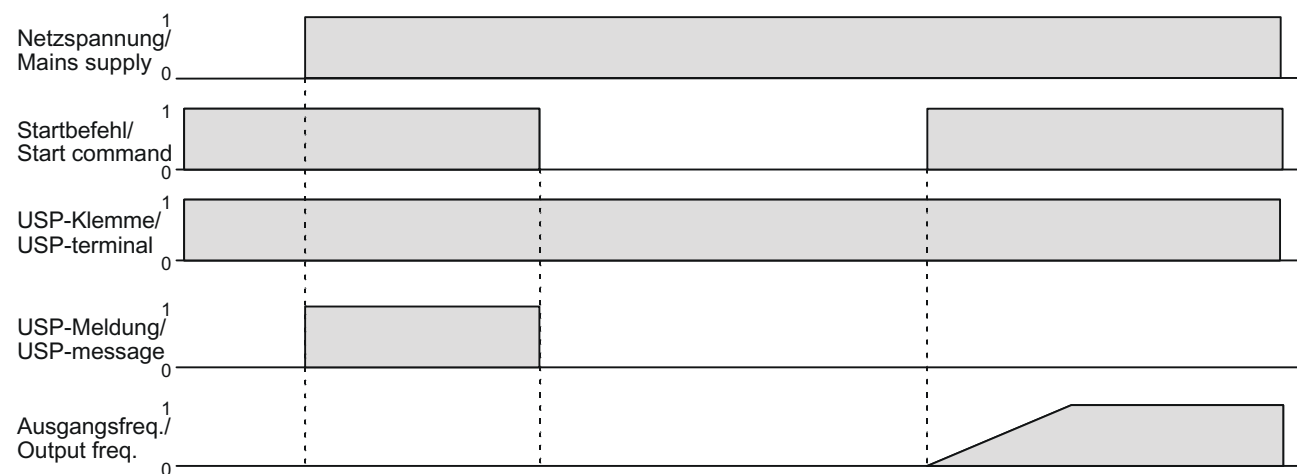 1
Netzspannung/
Mains supply
0
1
Startbefehl/
Start command
0
1
USP-Klemme/
USP-terminal
0
1
USP-Meldung/
USP-message
0
1
Ausgangsfreq./
Output freq.
0